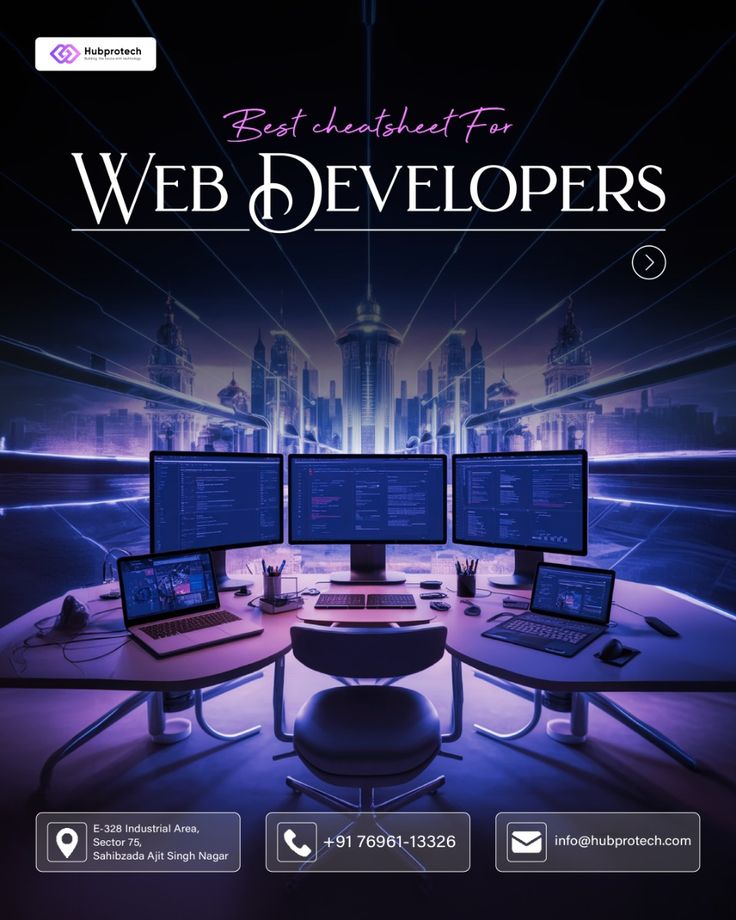 Hubprotech
Best cheatsheet For
WEB DEVELOPERS
E-328 Industrial Area,
Sector 75,
Sahibzada Ajit Singh Nagar
+91 76961-13326
info@hubprotech.com